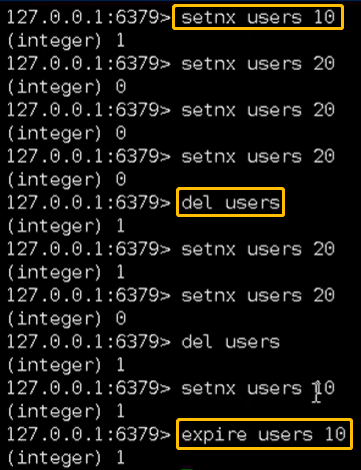 127.0.0.1:6379> setnx users 10
(integer) 1
127.0.0.1:6379> setnx users 20
(integer) 0
127.0.0.1:6379> setnx users 20
(integer) 0
127.0.0.1:6379> setnx users 20
(integer) 0
127.0.0.1:6379> del users
(integer) 1
127.0.0.1:6379> setnx users 20
(integer) 1
127.0.0.1:6379> setnx users 20
(integer) 0
127.0.0.1:6379> del users
(integer) 1
127.0.0.1:6379> setnx users 10
(integer) 1
127.0.0.1:6379> expire users 10
(integer) 1